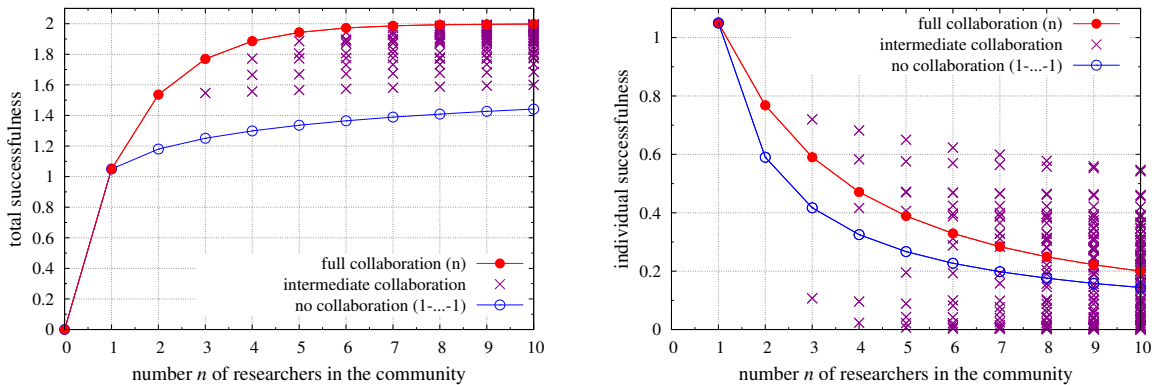 2
1.8
1.6
1.4
1.2
1
0.8
0.6
0.4
0.2
0
total successfulness
full collaboration (n)
intermediate collaboration
no collaboration (1-...-1)
0 1 2 3 4 5 6 7 8 9 10
number n of researchers in the community
1
0.8
0.6
0.4
0.2
0
individual successfulness
full collaboration (n)
intermediate collaboration
no collaboration (1-...-1)
0 1 2 3 4 5 6 7 8 9 10
number n of researchers in the community